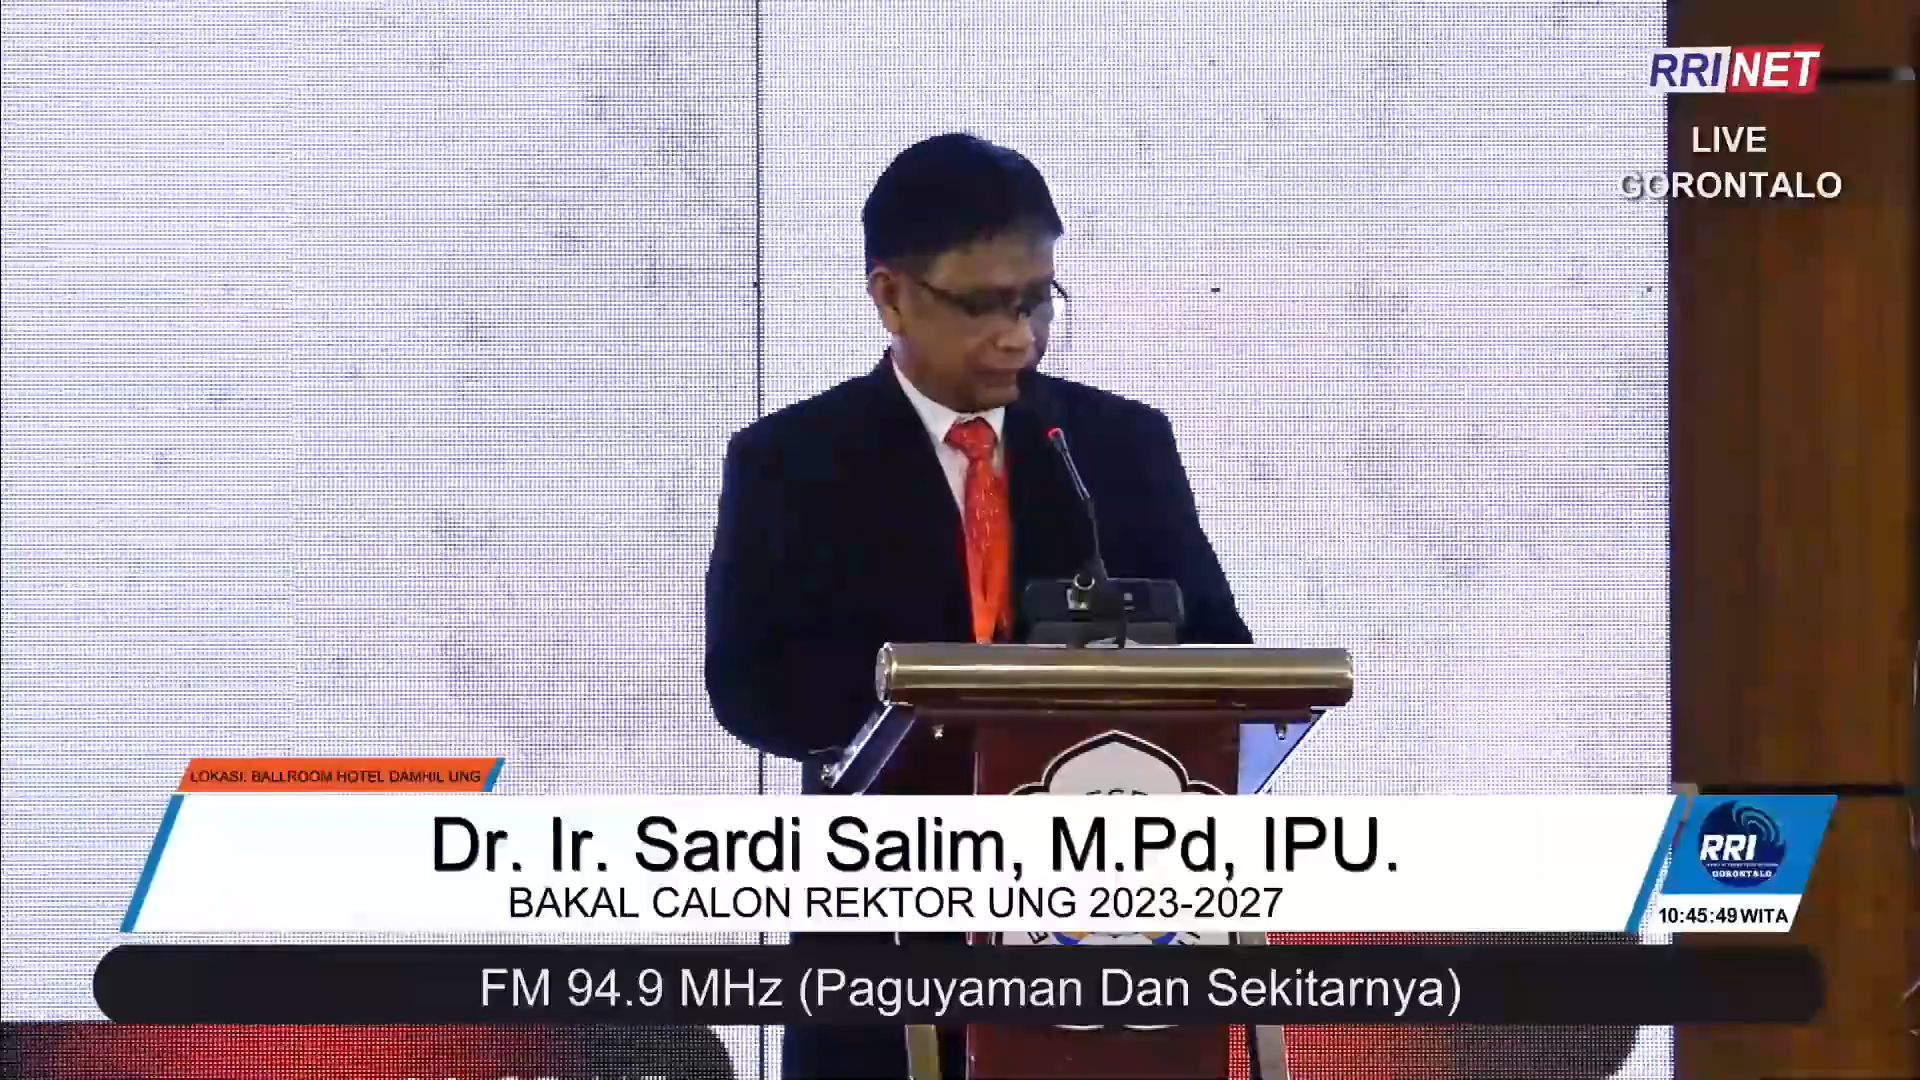 RRI NET
LIVE
GORONTALO
LOKASI: BALLROOM HOTEL DAMHIL UNG
Dr. Ir. Sardi Salim, M.Pd, IPU.
BAKAL CALON REKTOR UNG 2023-2027
RRI
GORONTALO
10:45:49 WITA
FM 94.9 MHz (Paguyaman Dan Sekitarnya)